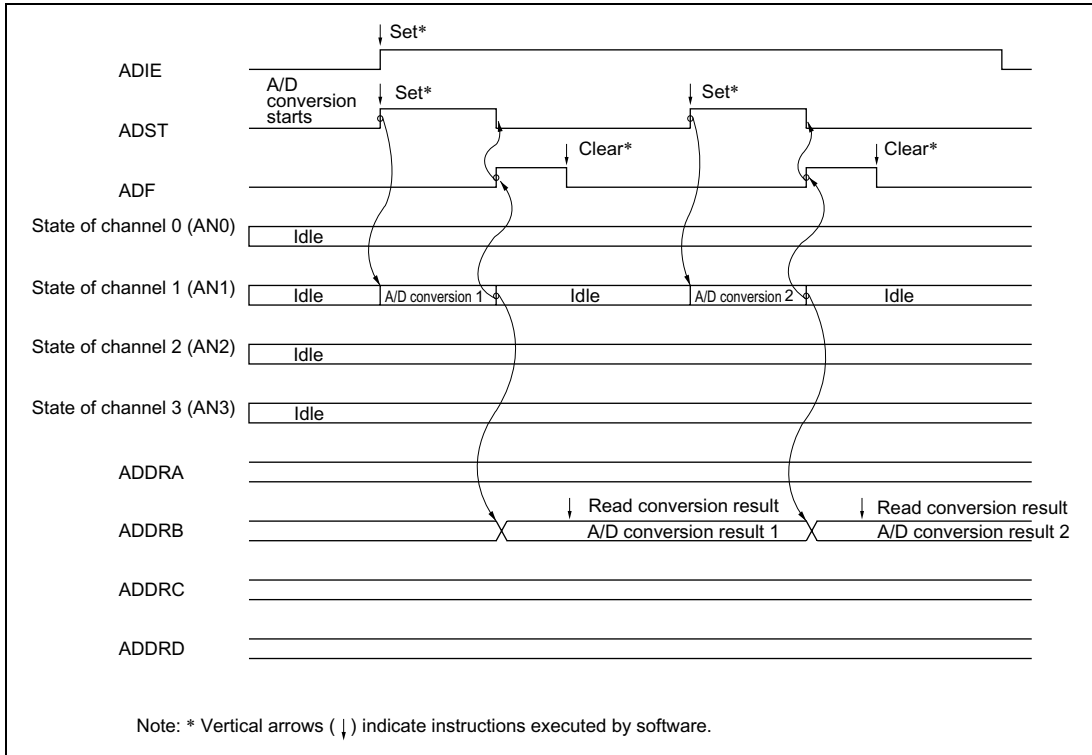 Set*
ADIE
A/D
conversion
starts
Set*
Set*
ADST
Clear*
Clear*
ADF
State of channel 0 (AN0)
Idle
State of channel 1 (AN1)
Idle
A/D conversion 1
Idle
A/D conversion 2
Idle
State of channel 2 (AN2)
Idle
State of channel 3 (AN3)
Idle
ADDRA
Read conversion result
Read conversion result
ADDRB
A/D conversion result 1
A/D conversion result 2
ADDRC
ADDRD
Note: * Vertical arrows (↓) indicate instructions executed by software.